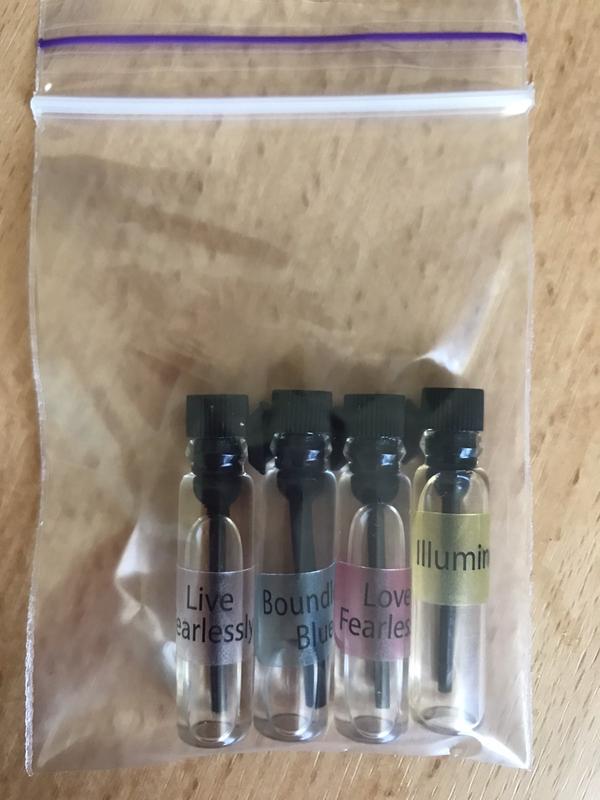 Live
earlessly
Boundl
Blue
Love
Fearles
Illumin